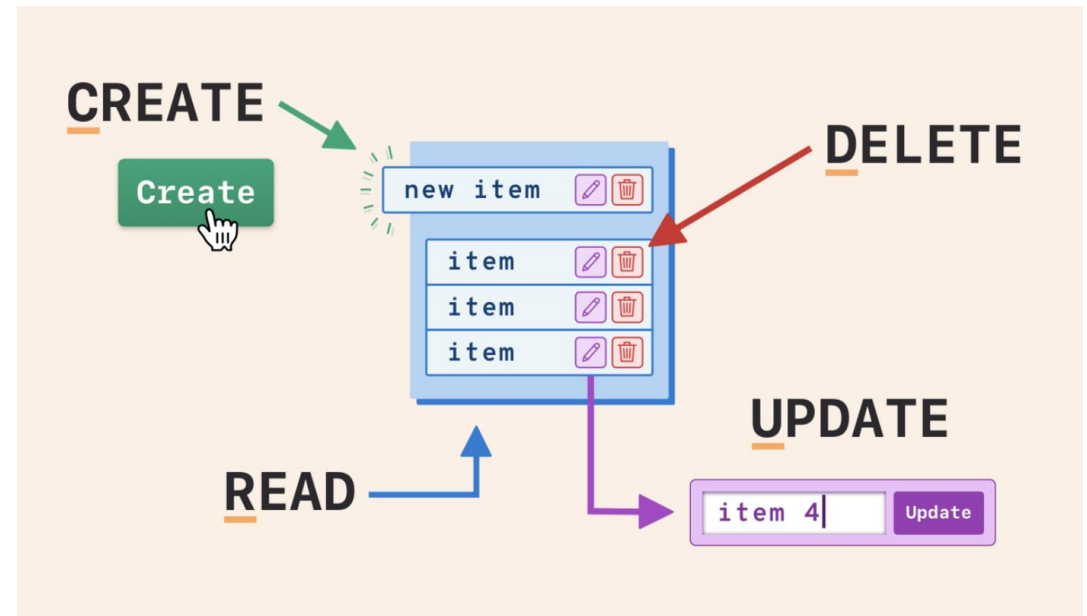 CREATE
Create
new item
item
item
item
DELETE
READ
UPDATE
item 4
Update